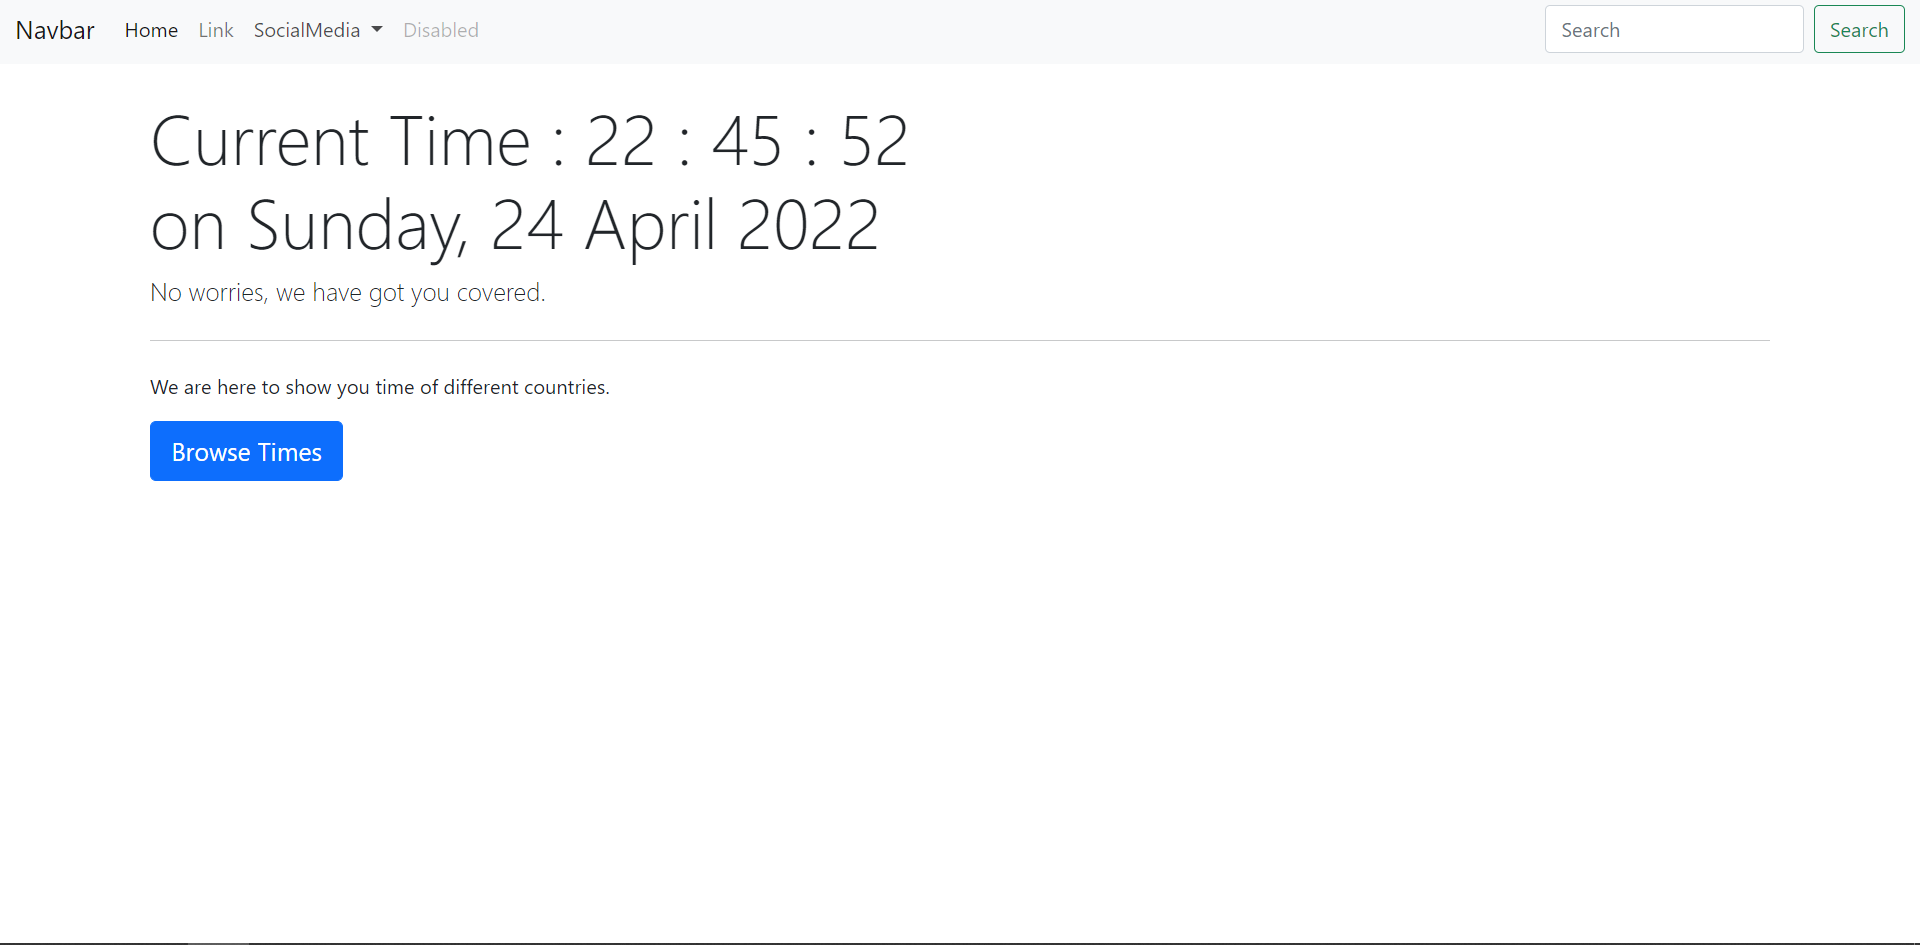 Navbar Home Link SocialMedia Disabled Search Search
Current Time : 22 : 45 : 52
on Sunday, 24 April 2022
No worries, we have got you covered.
We are here to show you time of different countries.
Browse Times